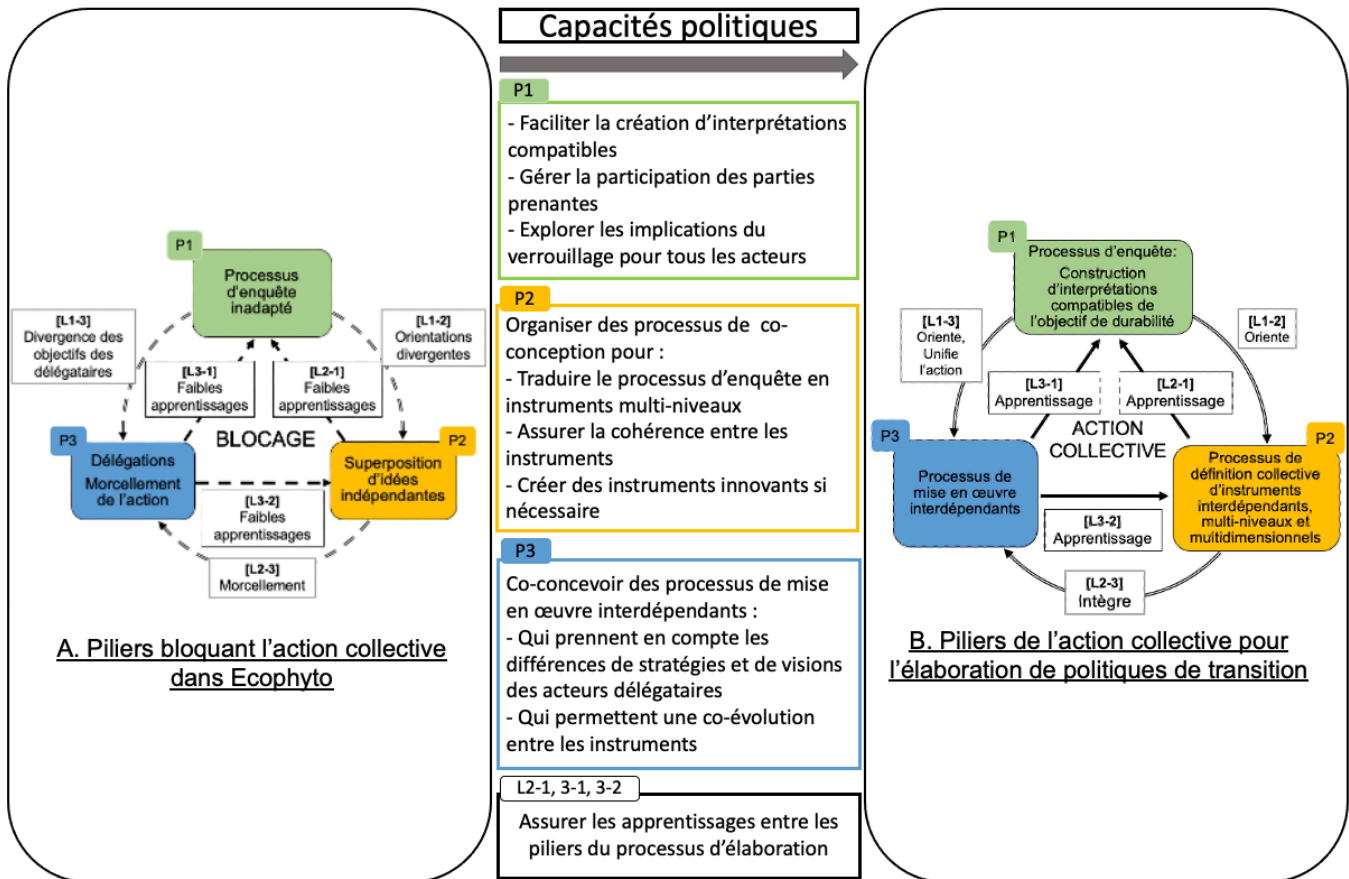 Capacités politiques
P1
Processus
d'enquête
inadapté
[L1-3]
Divergence des
objectifs des
délégataires
[L1-2]
Orientations
divergentes
[L3-1]
Faibles
apprentissages
[L2-1]
Faibles
apprentissages
BLOCAGE
P3
Délégations
Morcellement
de l'action
P2
Superposition
d'idées
indépendantes
[L3-2]
Faibles
apprentissages
[L2-3]
Morcellement
A. Piliers bloquant l'action collective
dans Ecophyto
P1
- Faciliter la création d'interprétations
compatibles
- Gérer la participation des parties
prenantes
- Explorer les implications du
verrouillage pour tous les acteurs
P2
Organiser des processus de co-
conception pour :
- Traduire le processus d'enquête en
instruments multi-niveaux
- Assurer la cohérence entre les
instruments
- Créer des instruments innovants si
nécessaire
P3
Co-concevoir des processus de mise
en œuvre interdépendants :
- Qui prennent en compte les
différences de stratégies et de visions
des acteurs délégataires
- Qui permettent une co-évolution
entre les instruments
L2-1, 3-1, 3-2
Assurer les apprentissages entre les
piliers du processus d'élaboration
P1
Processus d'enquête:
Construction
d'interprétations
compatibles de
l'objectif de durabilité
[L1-3]
Oriente,
Unifie
l'action
[L1-2]
Oriente
[L3-1]
Apprentissage
[L2-1]
Apprentissage
ACTION
COLLECTIVE
P3
Processus de
mise en œuvre
interdépendants
P2
Processus de
définition collective
d'instruments
interdépendants,
multi-niveaux et
multidimensionnels
[L3-2]
Apprentissage
[L2-3]
Intègre
B. Piliers de l'action collective pour
l'élaboration de politiques de transition